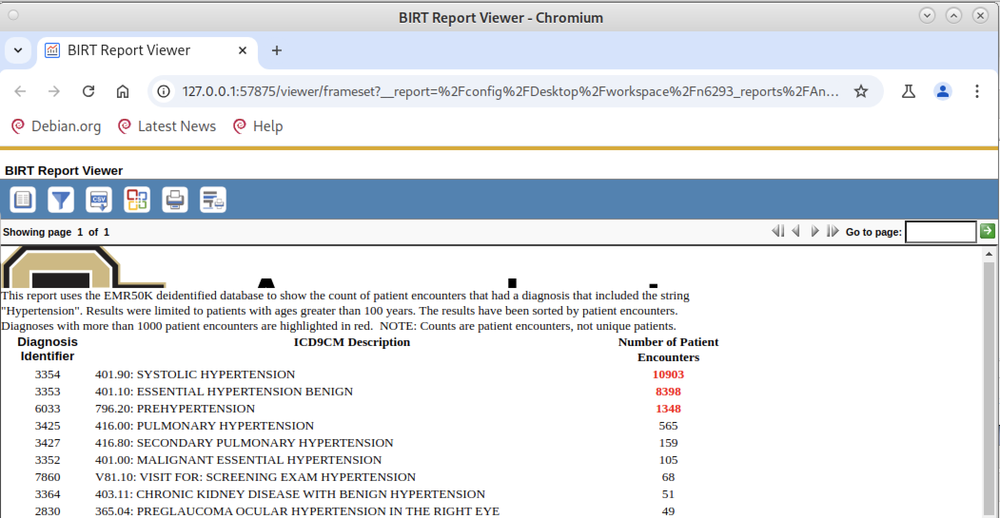 BIRT Report Viewer - Chromium
BIRT Report Viewer
127.0.0.1:57875/viewer/frameset?__report=%2Fconfig%2FDesktop%2Fworkspace%2Fn6293_reports%2FAn...
Debian.org Latest News Help
BIRT Report Viewer
CSV
Showing page 1 of 1 Go to page:
This report uses the EMR50K deidentified database to show the count of patient encounters that had a diagnosis that included the string
"Hypertension". Results were limited to patients with ages greater than 100 years. The results have been sorted by patient encounters.
Diagnoses with more than 1000 patient encounters are highlighted in red. NOTE: Counts are patient encounters, not unique patients.
Diagnosis Identifier ICD9CM Description Number of Patient Encounters
3354 401.90: SYSTOLIC HYPERTENSION 10903
3353 401.10: ESSENTIAL HYPERTENSION BENIGN 8398
6033 796.20: PREHYPERTENSION 1348
3425 416.00: PULMONARY HYPERTENSION 565
3427 416.80: SECONDARY PULMONARY HYPERTENSION 159
3352 401.00: MALIGNANT ESSENTIAL HYPERTENSION 105
7860 V81.10: VISIT FOR: SCREENING EXAM HYPERTENSION 68
3364 403.11: CHRONIC KIDNEY DISEASE WITH BENIGN HYPERTENSION 51
2830 365.04: PREGLAUCOMA OCULAR HYPERTENSION IN THE RIGHT EYE 49